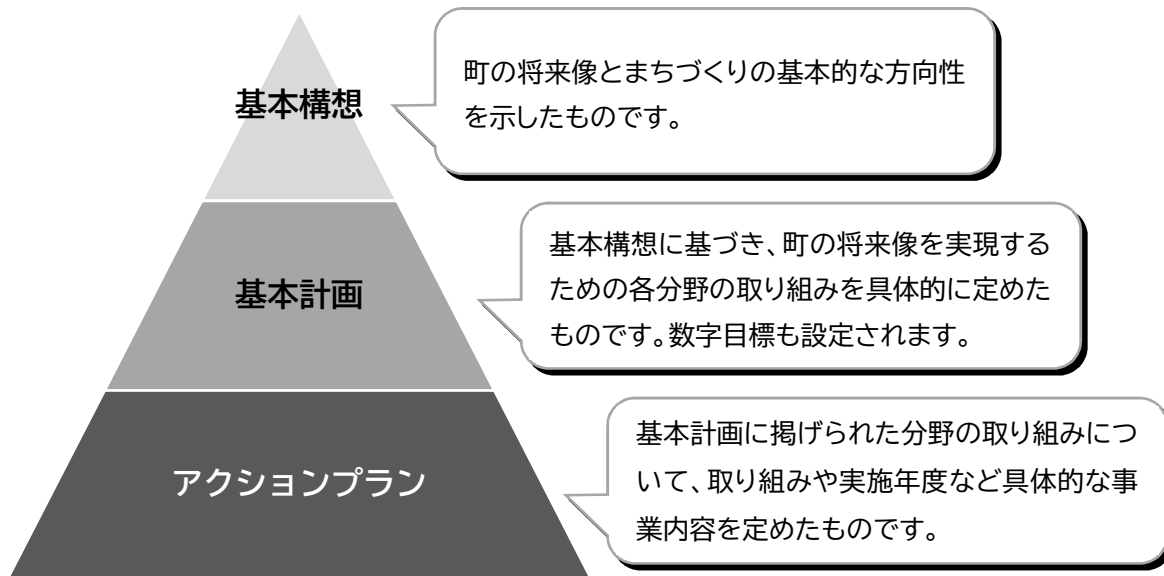 基本構想
町の将来像とまちづくりの基本的な方向性
を示したものです。
基本計画
基本構想に基づき、町の将来像を実現する
ための各分野の取り組みを具体的に定めた
ものです。数字目標も設定されます。
アクションプラン
基本計画に掲げられた分野の取り組みにつ
いて、取り組みや実施年度など具体的な事
業内容を定めたものです。